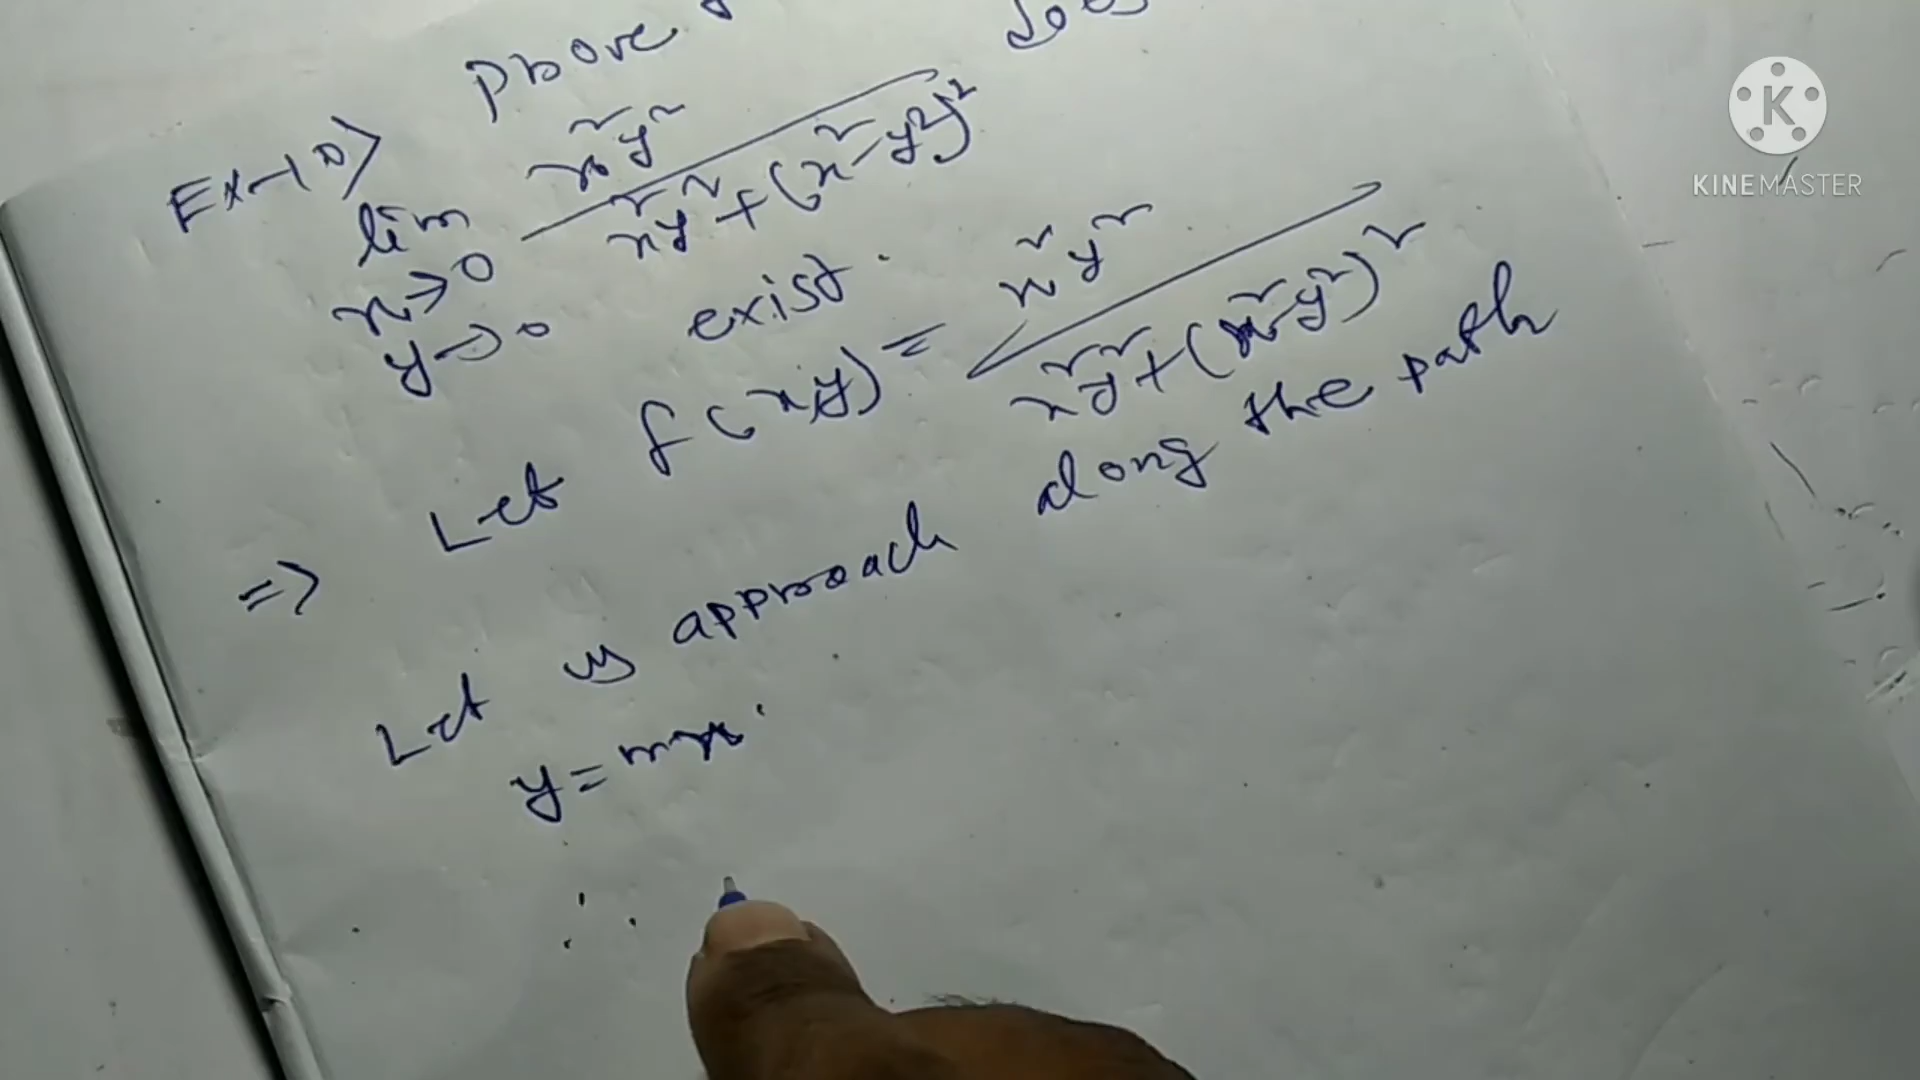 Prove
Ex-10> lim x→0 y→0 x²y² / x²y² + (x²-y²)² does
exist.
=> Let f(x,y) = x²y² / x²y² + (x²-y²)²
Let us approach along the path
y = mx.
∴
K
KINEMASTER